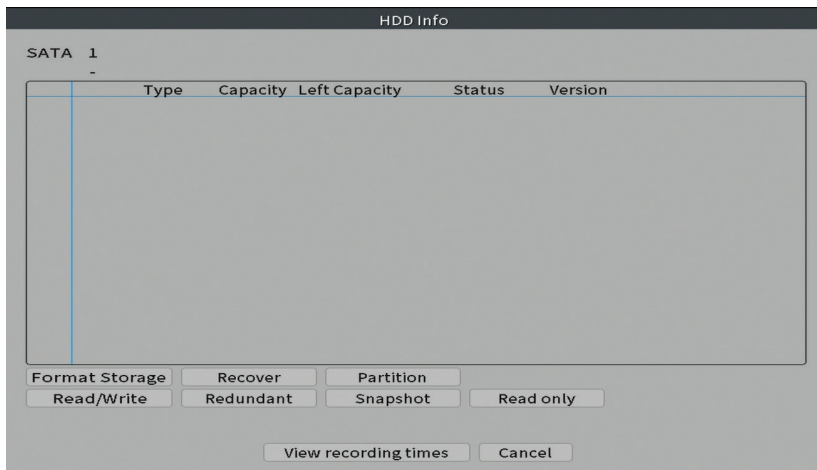 HDD Info
SATA 1
-
Type Capacity Left Capacity Status Version
Format Storage Recover Partition
Read/Write Redundant Snapshot Read only
View recording times Cancel